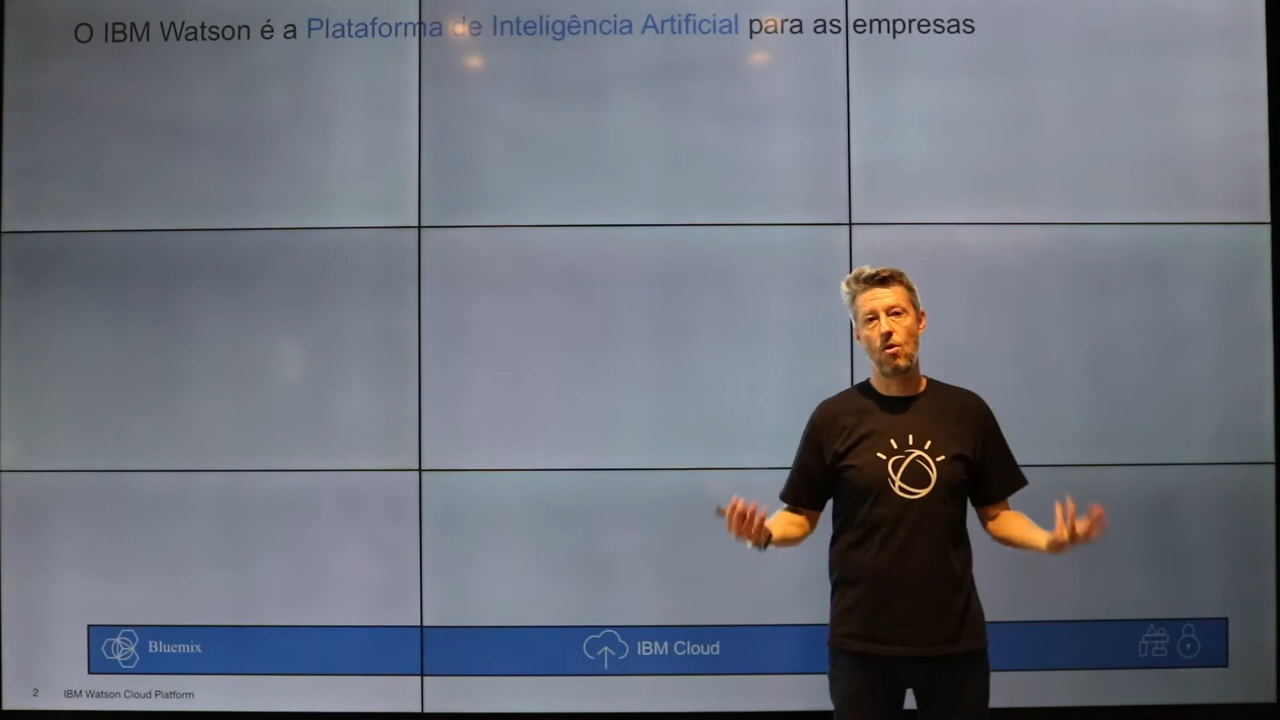 O IBM Watson é a Plataforma de Inteligência Artificial para as empresas
Bluemix
IBM Cloud
2 IBM Watson Cloud Platform